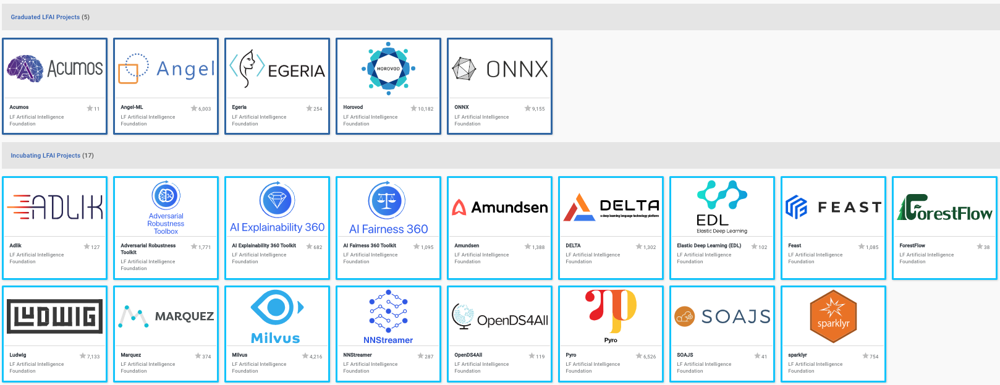 Graduated LFAI Projects (5)
Acumos
Angel
EGERIA
HOROVOD
ONNX
Acumos
11
LF Artificial Intelligence
Foundation
Angel-ML
6,003
LF Artificial Intelligence
Foundation
Egeria
254
LF Artificial Intelligence
Foundation
Horovod
10,182
LF Artificial Intelligence
Foundation
ONNX
9,155
LF Artificial Intelligence
Foundation
Incubating LFAI Projects (17)
ADLIK
Adlik
127
LF Artificial Intelligence
Foundation
Adversarial
Robustness
Toolbox
Adversarial Robustness
Toolkit
1,771
LF Artificial Intelligence
Foundation
AI Explainability 360
AI Explainability 360 Toolkit
682
LF Artificial Intelligence
Foundation
AI Fairness 360
AI Fairness 360 Toolkit
1,095
LF Artificial Intelligence
Foundation
Amundsen
Amundsen
1,388
LF Artificial Intelligence
Foundation
DELTA
a deep learning language technology platform
DELTA
1,302
LF Artificial Intelligence
Foundation
EDL
Elastic Deep Learning
Elastic Deep Learning (EDL)
102
LF Artificial Intelligence
Foundation
FEAST
Feast
1,085
LF Artificial Intelligence
Foundation
ForestFlow
ForestFlow
38
LF Artificial Intelligence
Foundation
LUDWIG
Ludwig
7,133
LF Artificial Intelligence
Foundation
MARQUEZ
Marquez
374
LF Artificial Intelligence
Foundation
Milvus
Milvus
4,216
LF Artificial Intelligence
Foundation
NNStreamer
NNStreamer
287
LF Artificial Intelligence
Foundation
OpenDS4All
OpenDS4All
119
LF Artificial Intelligence
Foundation
Pyro
Pyro
6,526
LF Artificial Intelligence
Foundation
SOAJS
SOAJS
41
LF Artificial Intelligence
Foundation
sparklyr
sparklyr
754
LF Artificial Intelligence
Foundation